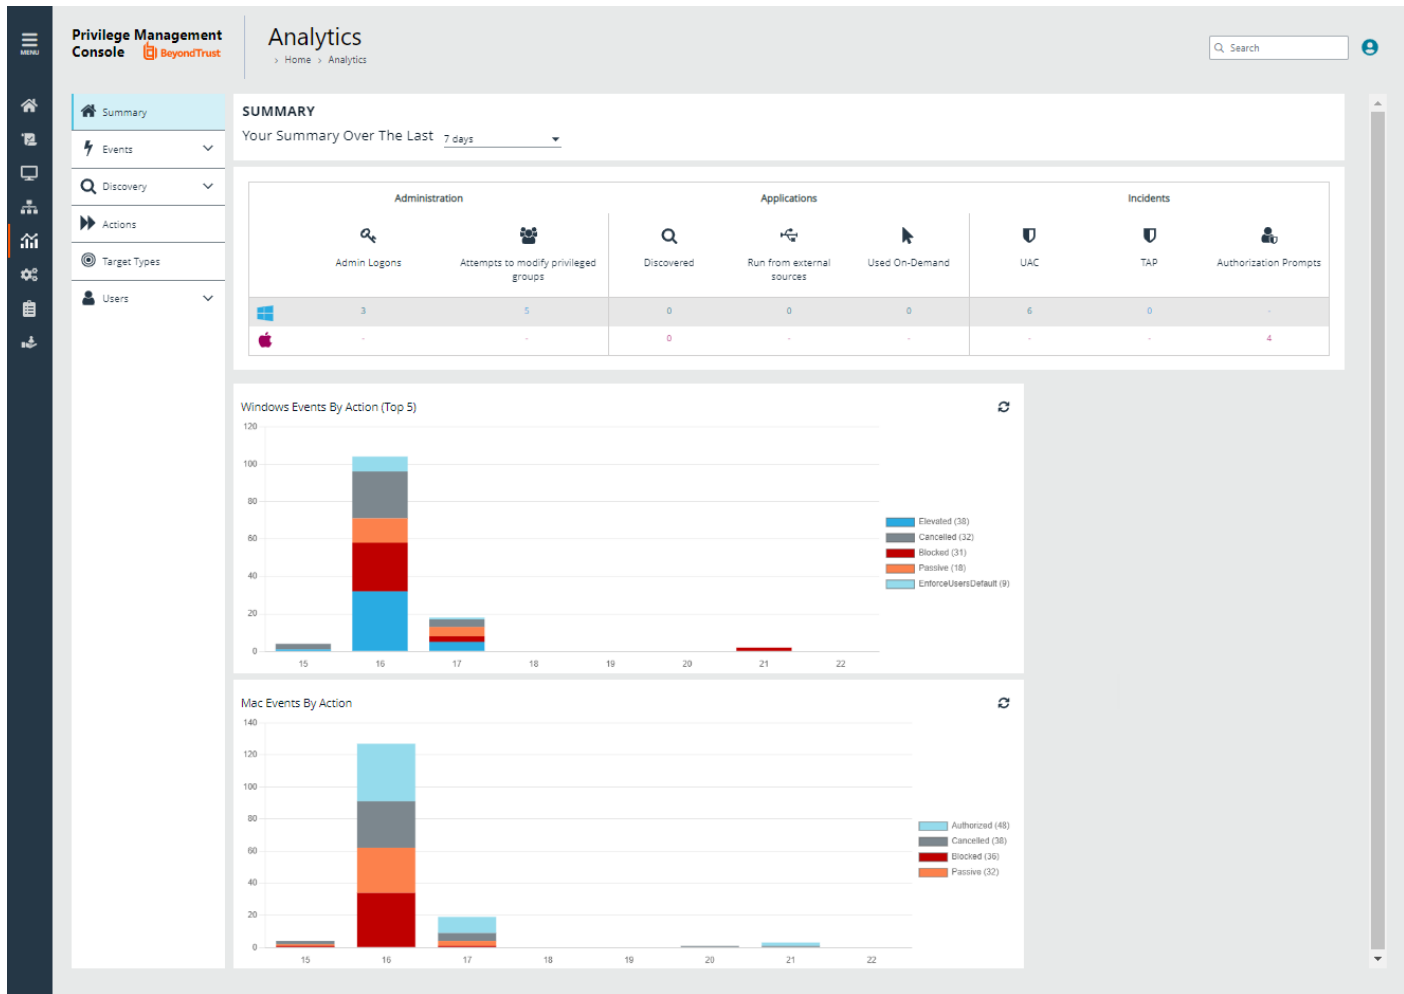 MENU
Privilege Management
Console BeyondTrust
Analytics
› Home › Analytics
Search
Summary
Events
Discovery
Actions
Target Types
Users
SUMMARY
Your Summary Over The Last 7 days
Administration Applications Incidents
Admin Logons Attempts to modify privileged groups Discovered Run from external sources Used On-Demand UAC TAP Authorization Prompts
3 5 0 0 0 6 0 -
- - 0 - - - - 4
Windows Events By Action (Top 5)
120
100
80
60
40
20
0
15 16 17 18 19 20 21 22
Elevated (38)
Cancelled (32)
Blocked (31)
Passive (18)
EnforceUsersDefault (9)
Mac Events By Action
140
120
100
80
60
40
20
0
15 16 17 18 19 20 21 22
Authorized (48)
Cancelled (38)
Blocked (36)
Passive (32)